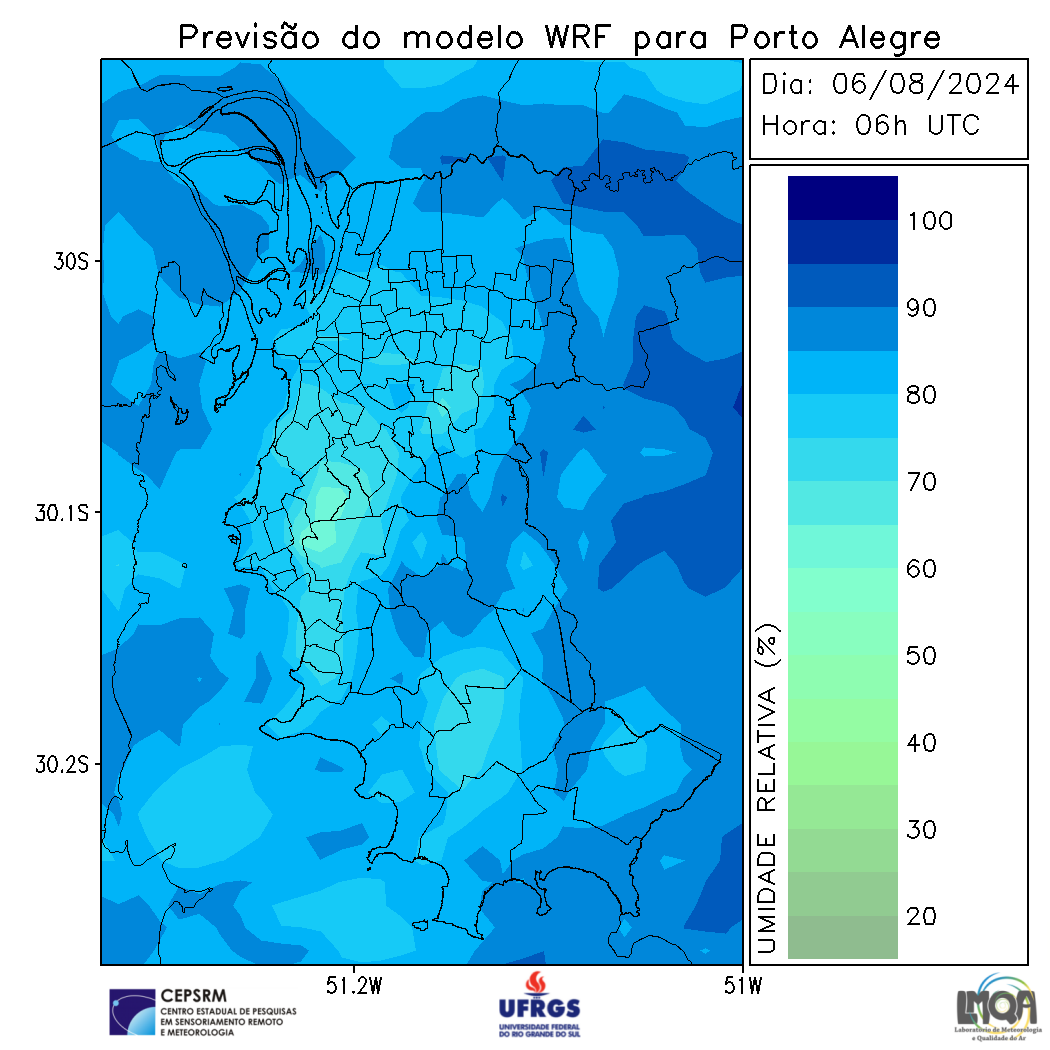 Previsão do modelo WRF para Porto Alegre
Dia: 06/08/2024
Hora: 06h UTC
30S
30.1S
30.2S
51.2W
51W
100
90
80
70
60
50
40
30
20
UMIDADE RELATIVA (%)
CEPSRM
CENTRO ESTADUAL DE PESQUISAS
EM SENSORIAMENTO REMOTO
E METEOROLOGIA
UFRGS
UNIVERSIDADE FEDERAL
DO RIO GRANDE DO SUL
LMQA
Laboratório de Meteorologia
e Qualidade do Ar